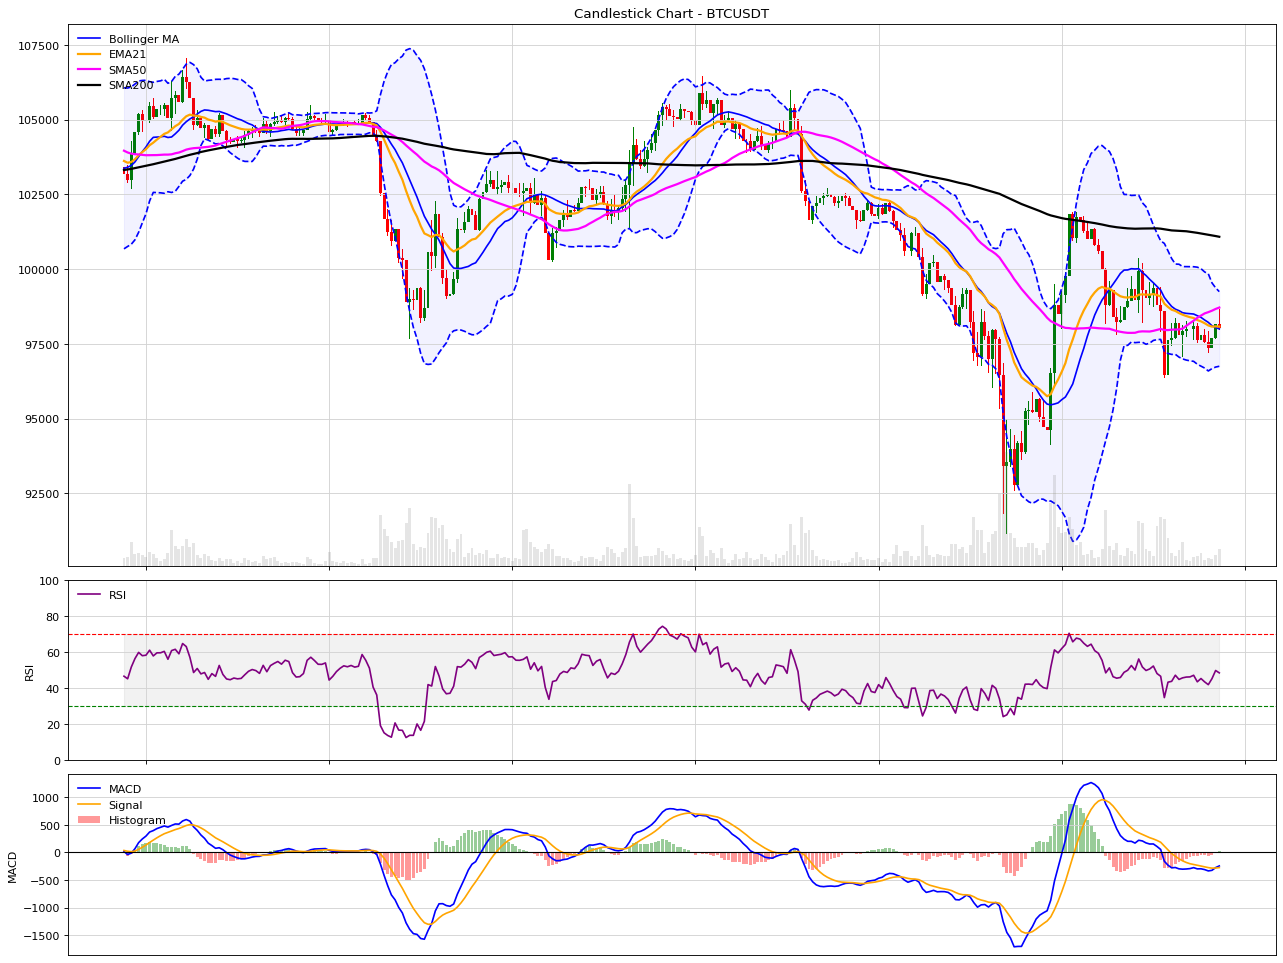 Candlestick Chart - BTCUSDT
107500
105000
102500
100000
97500
95000
92500
Bollinger MA
EMA21
SMA50
SMA200
100
80
60
40
20
0
RSI
RSI
1000
500
0
−500
−1000
−1500
MACD
MACD
Signal
Histogram